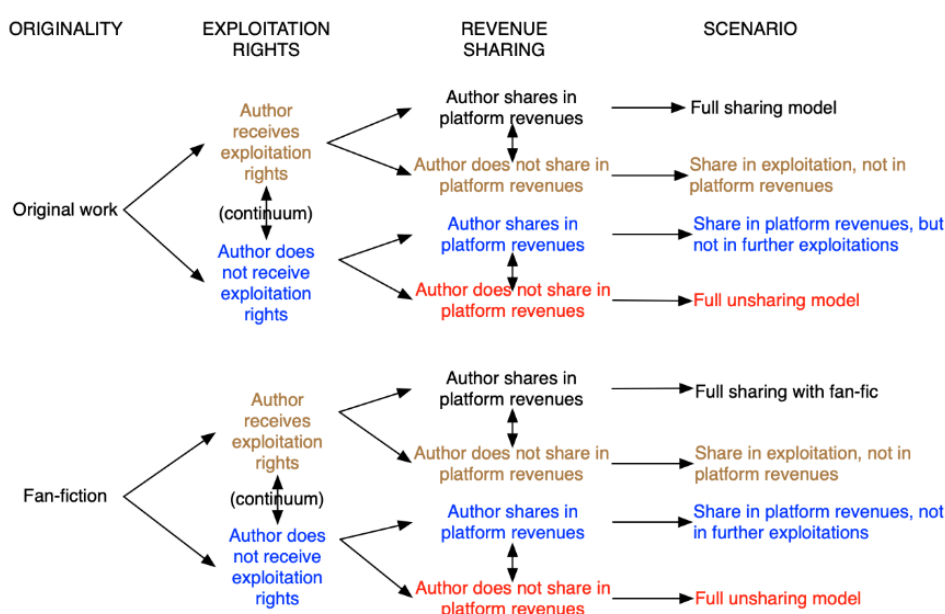 ORIGINALITY
EXPLOITATION
RIGHTS
REVENUE
SHARING
SCENARIO
Original work
Author
receives
exploitation
rights
(continuum)
Author does
not receive
exploitation
rights
Author shares in
platform revenues
Full sharing model
Author does not share in
platform revenues
Share in exploitation, not in
platform revenues
Author shares in
platform revenues
Share in platform revenues, but
not in further exploitations
Author does not share in
platform revenues
Full unsharing model
Fan-fiction
Author
receives
exploitation
rights
(continuum)
Author does
not receive
exploitation
rights
Author shares in
platform revenues
Full sharing with fan-fic
Author does not share in
platform revenues
Share in exploitation, not in
platform revenues
Author shares in
platform revenues
Share in platform revenues, not
in further exploitations
Author does not share in
platform revenues
Full unsharing model